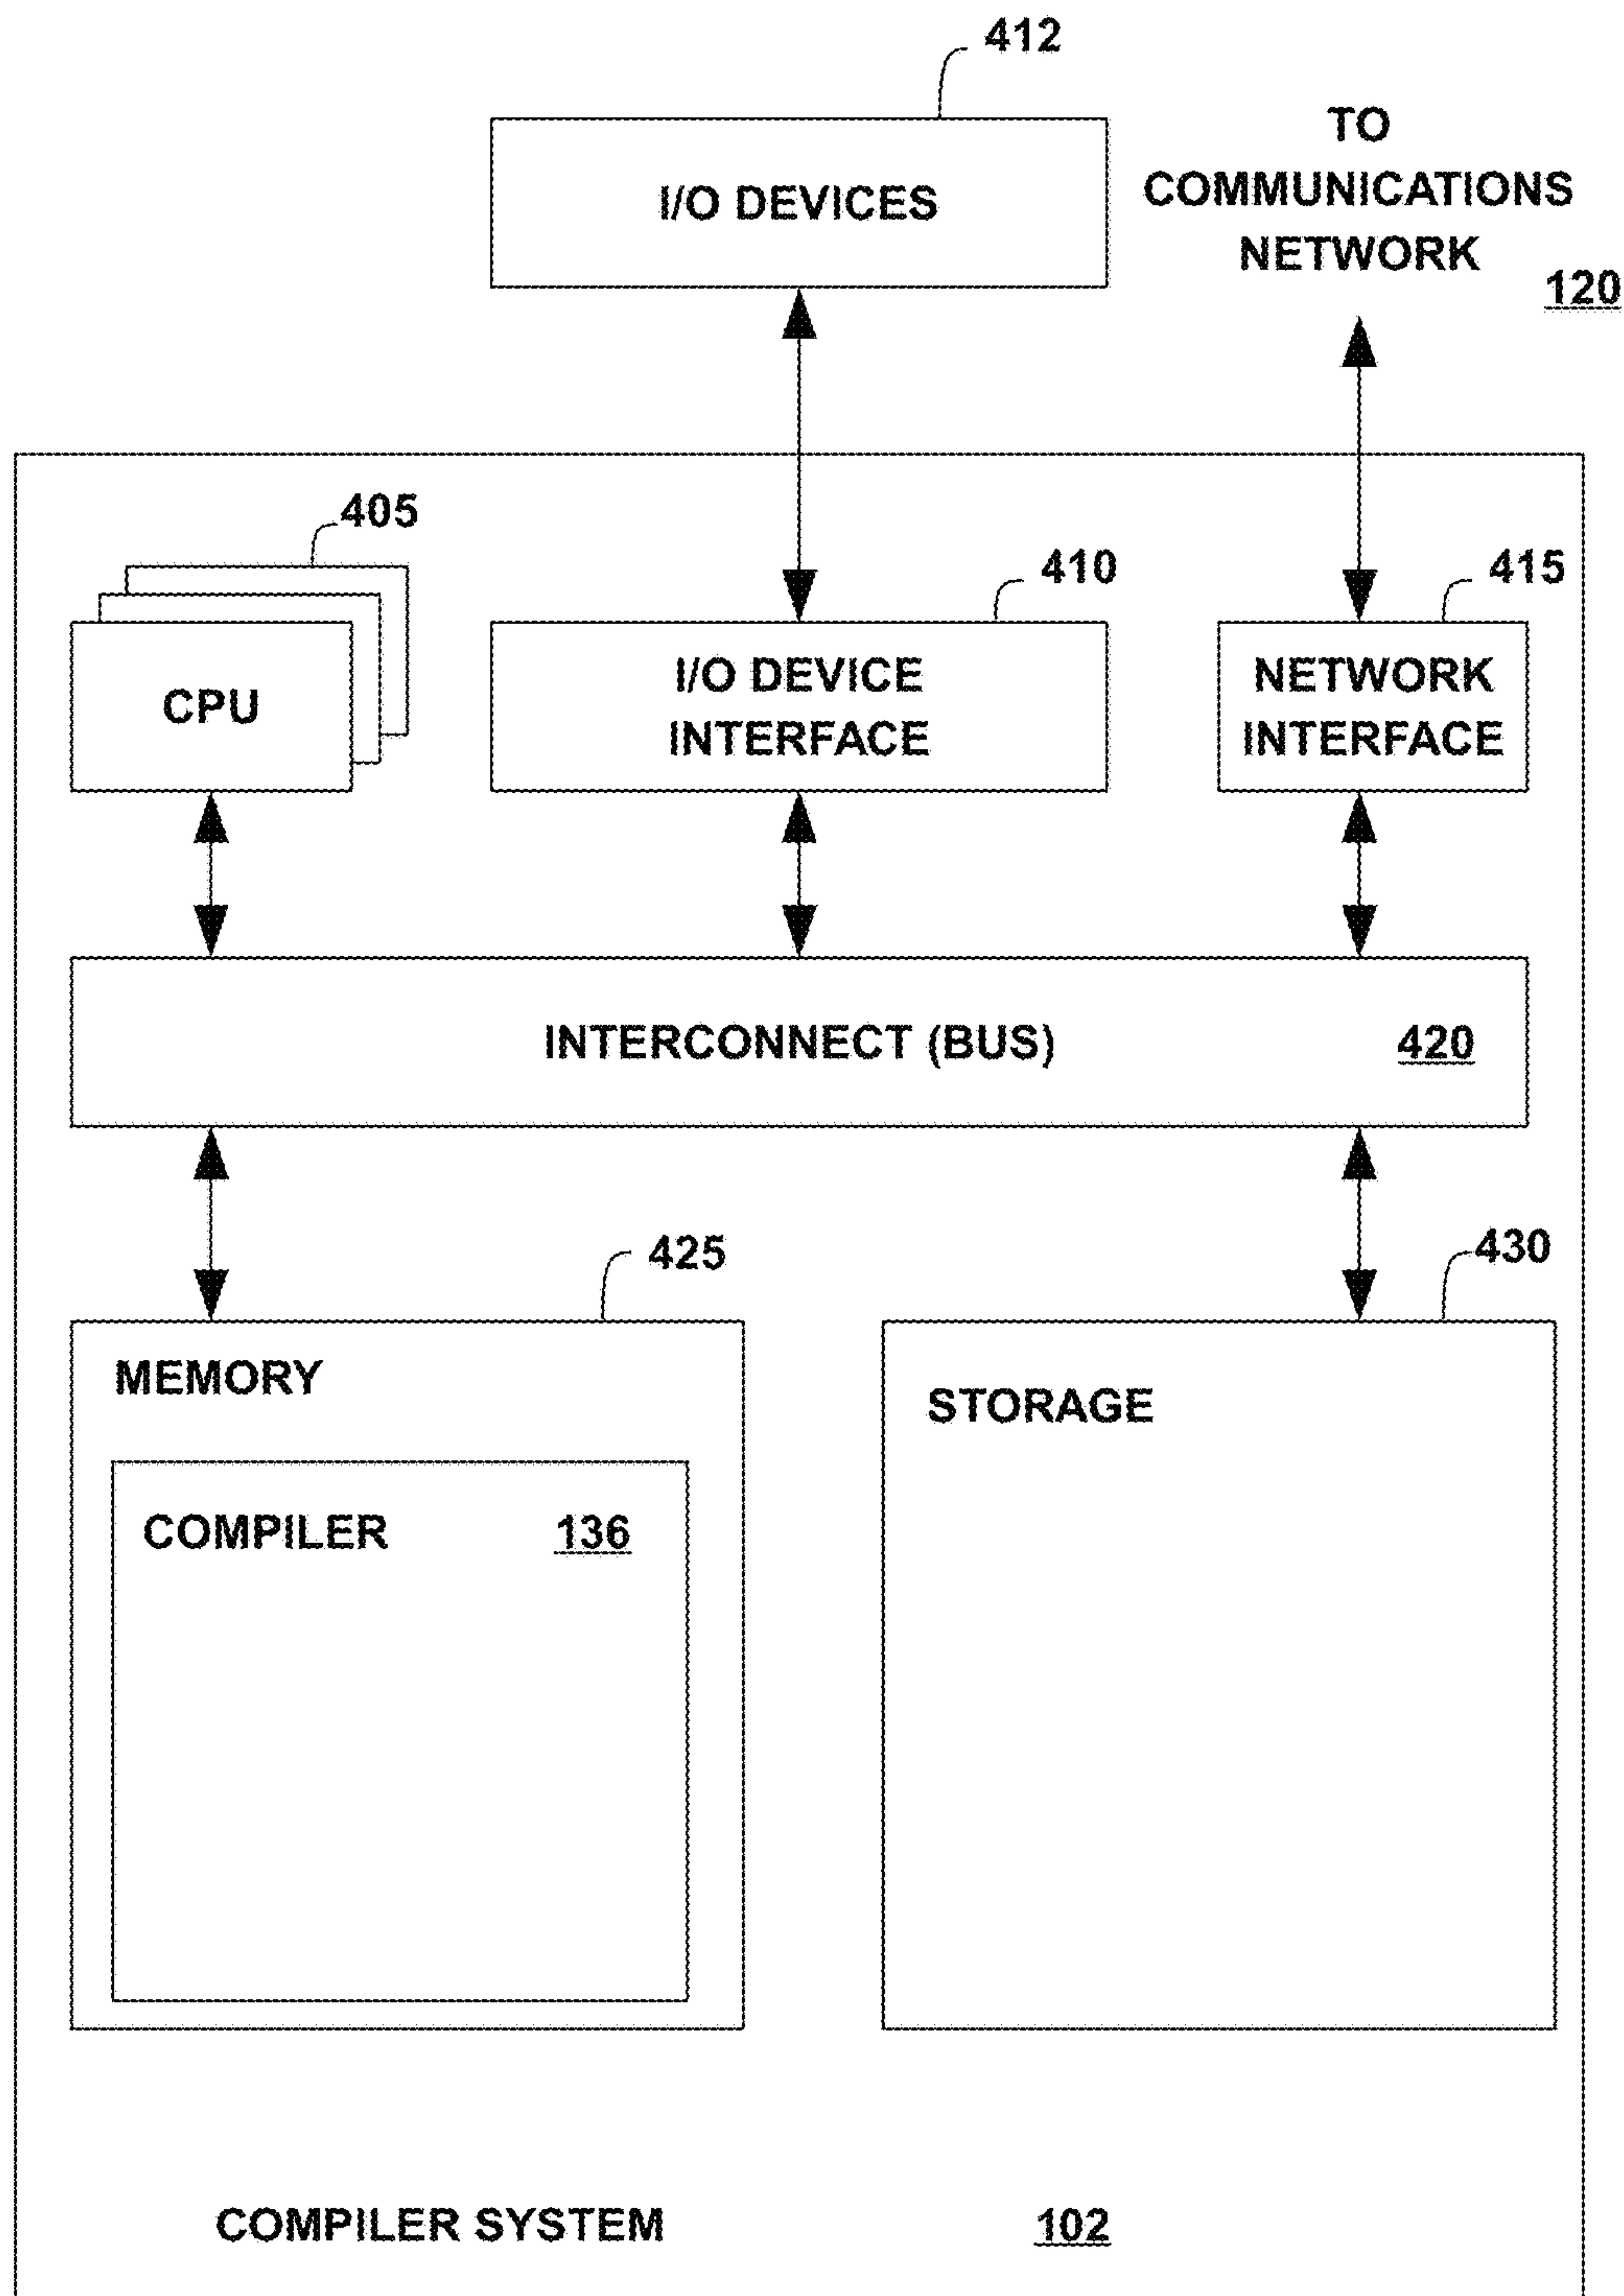 412
I/O DEVICES
TO
COMMUNICATIONS
NETWORK
120
405
CPU
410
I/O DEVICE
INTERFACE
415
NETWORK
INTERFACE
INTERCONNECT (BUS) 420
425
MEMORY
COMPILER 136
430
STORAGE
COMPILER SYSTEM 102